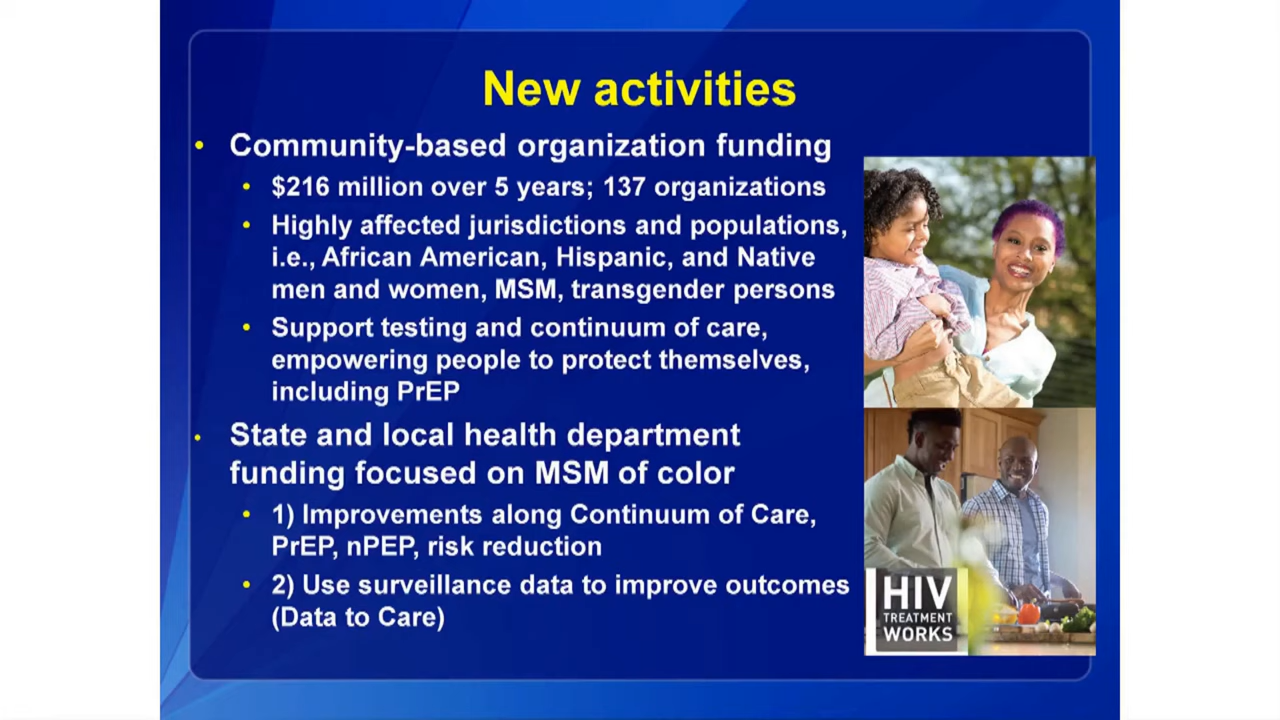 New activities
• Community-based organization funding
• $216 million over 5 years; 137 organizations
• Highly affected jurisdictions and populations,
i.e., African American, Hispanic, and Native
men and women, MSM, transgender persons
• Support testing and continuum of care,
empowering people to protect themselves,
including PrEP
• State and local health department
funding focused on MSM of color
• 1) Improvements along Continuum of Care,
PrEP, nPEP, risk reduction
• 2) Use surveillance data to improve outcomes
(Data to Care)
HIV
TREATMENT
WORKS